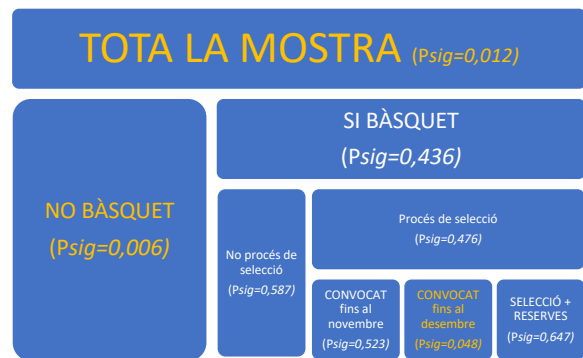 TOTA LA MOSTRA (Psig=0,012)
NO BÀSQUET
(Psig=0,006)
SI BÀSQUET
(Psig=0,436)
No procés de
selecció
(Psig=0,587)
Procés de selecció
(Psig=0,476)
CONVOCAT
fins al
novembre
(Psig=0,523)
CONVOCAT
fins al
desembre
(Psig=0,048)
SELECCIÓ +
RESERVES
(Psig=0,647)